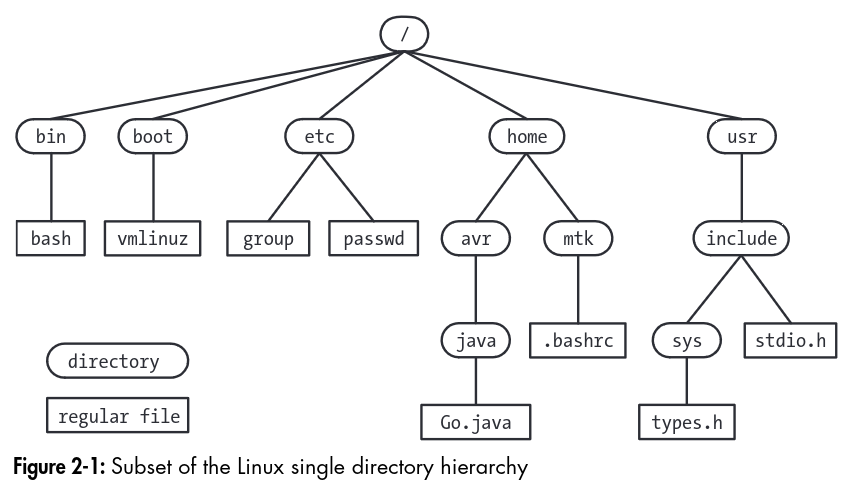 /
bin boot etc home usr
bash vmlinuz group passwd avr mtk include
java .bashrc sys stdio.h
directory
Go.java types.h
regular file
Figure 2-1: Subset of the Linux single directory hierarchy